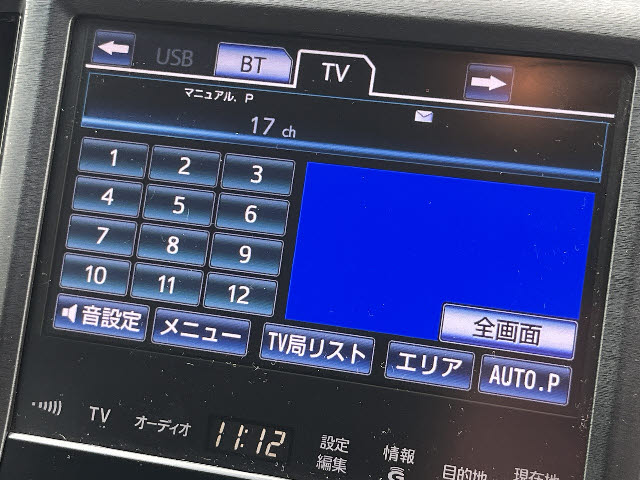 USB BT TV
マニュアル. P
17 ch
1 2 3
4 5 6
7 8 9
10 11 12
全画面
音設定 メニュー TV局リスト エリア AUTO.P
TV オーディオ 11:12 設定 編集 情報 G 目的地 現在地